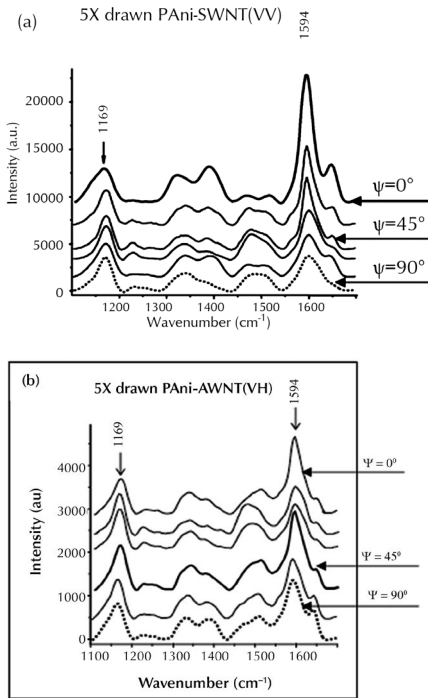 (a)
5X drawn PAni-SWNT(VV)
1594
1169
20000
15000
10000
5000
0
Intensity (a.u.)
ψ=0°
ψ=45°
ψ=90°
1200 1300 1400 1500 1600
Wavenumber (cm⁻¹)
(b)
5X drawn PAni-AWNT(VH)
1594
1169
4000
3000
2000
1000
0
Intensity (au)
Ψ = 0⁰
Ψ = 45⁰
Ψ = 90⁰
1100 1200 1300 1400 1500 1600 1700
Wavenumber (cm⁻¹)